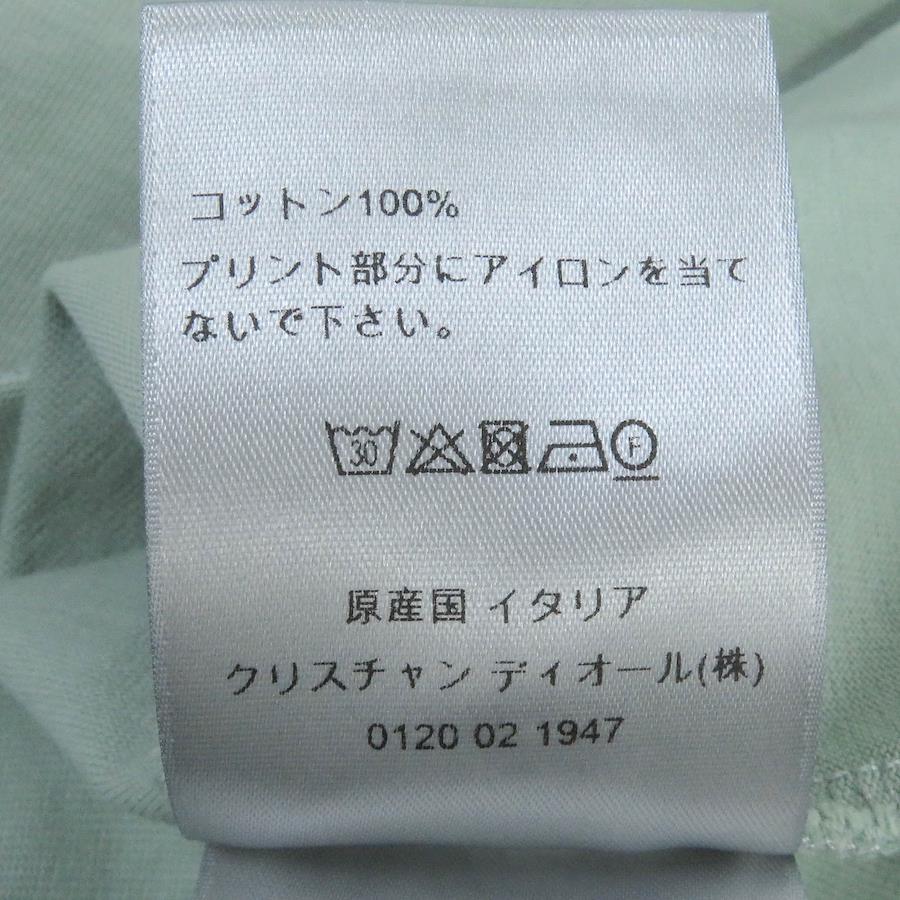 コットン100%
プリント部分にアイロンを当て
ないで下さい。
30 F
原産国 イタリア
クリスチャン ディオール(株)
0120 02 1947